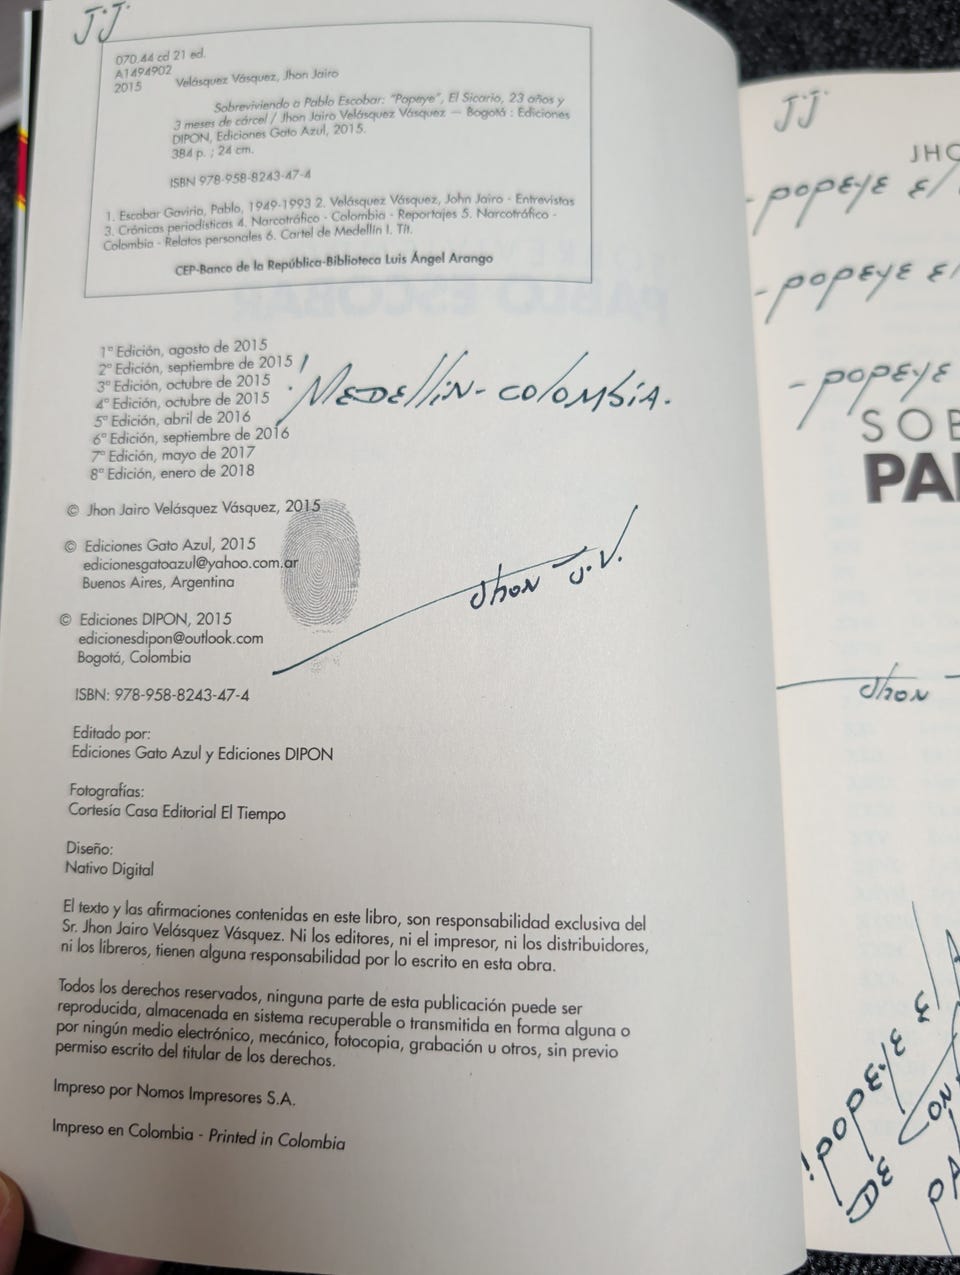 JJ
070.44 cd 21 ed.
A1494902
2015 Velásquez Vásquez, Jhon Jairo
Sobreviviendo a Pablo Escobar: "Popeye", El Sicario, 23 años y
3 meses de cárcel / Jhon Jairo Velásquez Vásquez — Bogotá : Ediciones
DIPON, Ediciones Gato Azul, 2015.
384 p. ; 24 cm.
ISBN 978-958-8243-47-4
1. Escobar Gaviria, Pablo, 1949-1993 2. Velásquez Vásquez, John Jairo - Entrevistas
3. Crónicas periodísticas 4. Narcotráfico - Colombia - Reportajes 5. Narcotráfico -
Colombia - Relatos personales 6. Cartel de Medellín I. Tít.
CEP-Banco de la República-Biblioteca Luis Ángel Arango
1ª Edición, agosto de 2015
2ª Edición, septiembre de 2015
3ª Edición, octubre de 2015
4ª Edición, octubre de 2015
5ª Edición, abril de 2016
6ª Edición, septiembre de 2016
7ª Edición, mayo de 2017
8ª Edición, enero de 2018
MEDEllIN - COlOMbIA.
© Jhon Jairo Velásquez Vásquez, 2015
© Ediciones Gato Azul, 2015
edicionesgatoazul@yahoo.com.ar
Buenos Aires, Argentina
Jhon J.V.
© Ediciones DIPON, 2015
edicionesdipon@outlook.com
Bogotá, Colombia
ISBN: 978-958-8243-47-4
Editado por:
Ediciones Gato Azul y Ediciones DIPON
Fotografías:
Cortesía Casa Editorial El Tiempo
Diseño:
Nativo Digital
El texto y las afirmaciones contenidas en este libro, son responsabilidad exclusiva del
Sr. Jhon Jairo Velásquez Vásquez. Ni los editores, ni el impresor, ni los distribuidores,
ni los libreros, tienen alguna responsabilidad por lo escrito en esta obra.
Todos los derechos reservados, ninguna parte de esta publicación puede ser
reproducida, almacenada en sistema recuperable o transmitida en forma alguna o
por ningún medio electrónico, mecánico, fotocopia, grabación u otros, sin previo
permiso escrito del titular de los derechos.
Impreso por Nomos Impresores S.A.
Impreso en Colombia - Printed in Colombia
JJ
JHO
- POPEYE El
- POPEYE El
- POPEYE
SOB
PA
Jhon
¡POPEYE
DE CON
PA